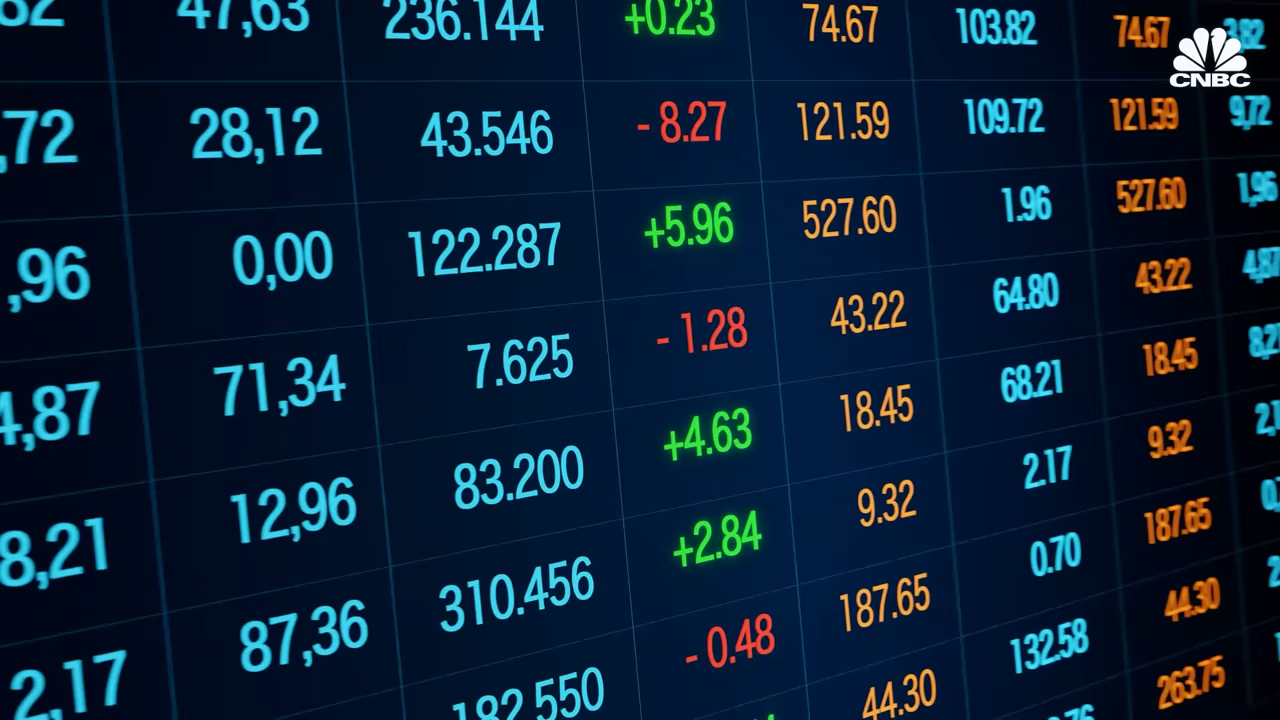 47,63 236.144 +0.23 74.67 103.82 74.67
CNBC
,72 28,12 43.546 - 8.27 121.59 109.72 121.59 9,72
,96 0,00 122.287 +5.96 527.60 1.96 527.60 1,96
4,87 71,34 7.625 - 1.28 43.22 64.80 43.22 4,87
8,21 12,96 83.200 +4.63 18.45 68.21 18.45
2,17 87,36 310.456 +2.84 9.32 2.17 9.32
182.550 - 0.48 187.65 0.70 187.65
44.30 132.58 44.30
263.75